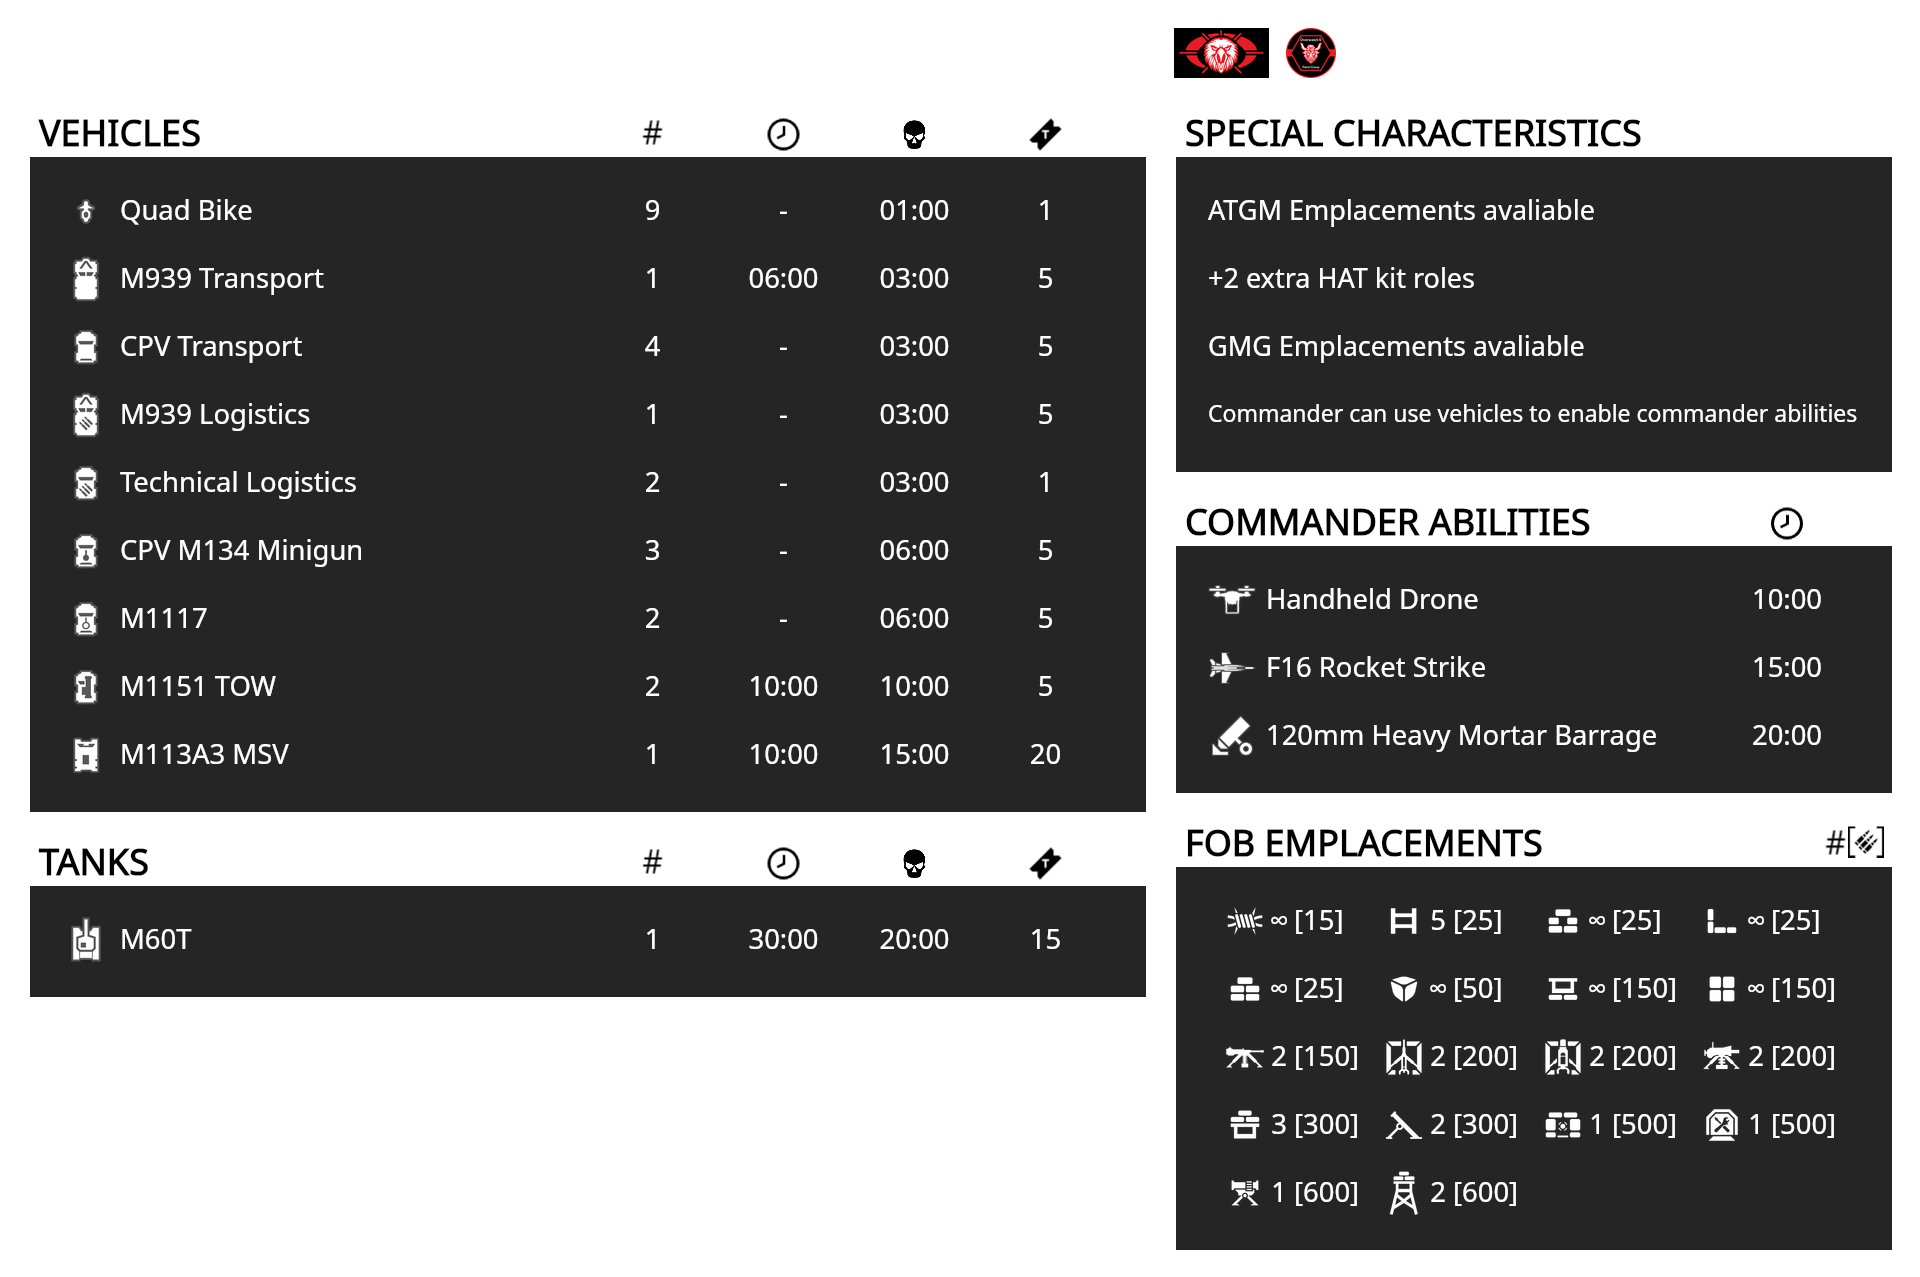 VEHICLES #
Quad Bike 9 - 01:00 1
M939 Transport 1 06:00 03:00 5
CPV Transport 4 - 03:00 5
M939 Logistics 1 - 03:00 5
Technical Logistics 2 - 03:00 1
CPV M134 Minigun 3 - 06:00 5
M1117 2 - 06:00 5
M1151 TOW 2 10:00 10:00 5
M113A3 MSV 1 10:00 15:00 20
TANKS #
M60T 1 30:00 20:00 15
SPECIAL CHARACTERISTICS
ATGM Emplacements avaliable
+2 extra HAT kit roles
GMG Emplacements avaliable
Commander can use vehicles to enable commander abilities
COMMANDER ABILITIES
Handheld Drone 10:00
F16 Rocket Strike 15:00
120mm Heavy Mortar Barrage 20:00
FOB EMPLACEMENTS #[]
∞ [15] 5 [25] ∞ [25] ∞ [25]
∞ [25] ∞ [50] ∞ [150] ∞ [150]
2 [150] 2 [200] 2 [200] 2 [200]
3 [300] 2 [300] 1 [500] 1 [500]
1 [600] 2 [600]